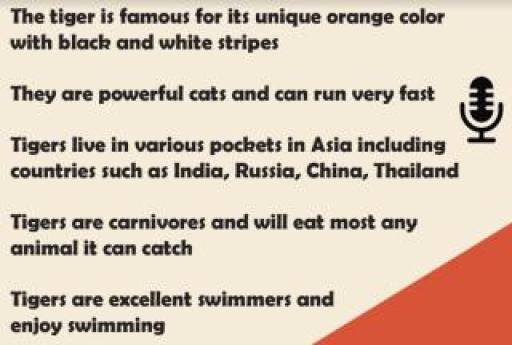 The tiger is famous for its unique orange color
with black and white stripes
They are powerful cats and can run very fast
Tigers live in various pockets in Asia including
countries such as India, Russia, China, Thailand
Tigers are carnivores and will eat most any
animal it can catch
Tigers are excellent swimmers and
enjoy swimming